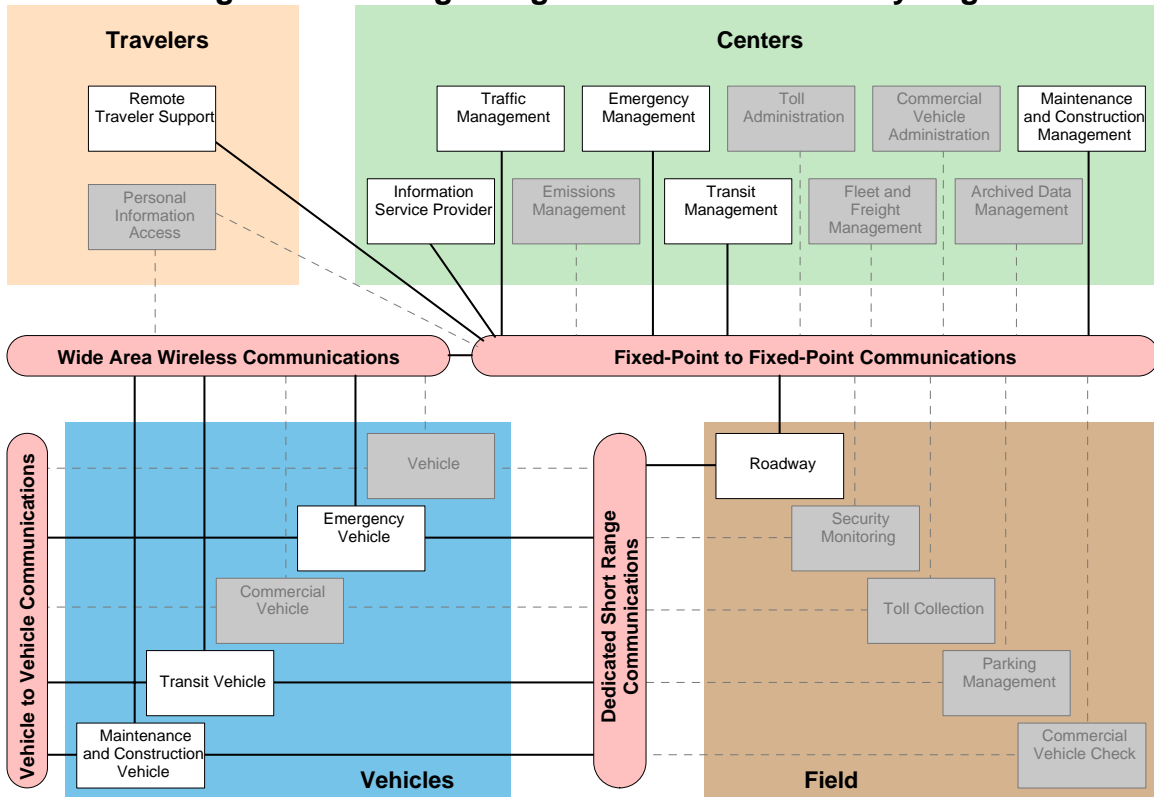 Travelers
Centers
Remote
Traveler Support
Traffic
Management
Emergency
Management
Toll
Administration
Commercial
Vehicle
Administration
Maintenance
and Construction
Management
Personal
Information
Access
Information
Service Provider
Emissions
Management
Transit
Management
Fleet and
Freight
Management
Archived Data
Management
Wide Area Wireless Communications
Fixed-Point to Fixed-Point Communications
Vehicle to Vehicle Communications
Vehicle
Emergency
Vehicle
Commercial
Vehicle
Transit Vehicle
Maintenance
and Construction
Vehicle
Vehicles
Dedicated Short Range
Communications
Roadway
Security
Monitoring
Toll Collection
Parking
Management
Commercial
Vehicle Check
Field